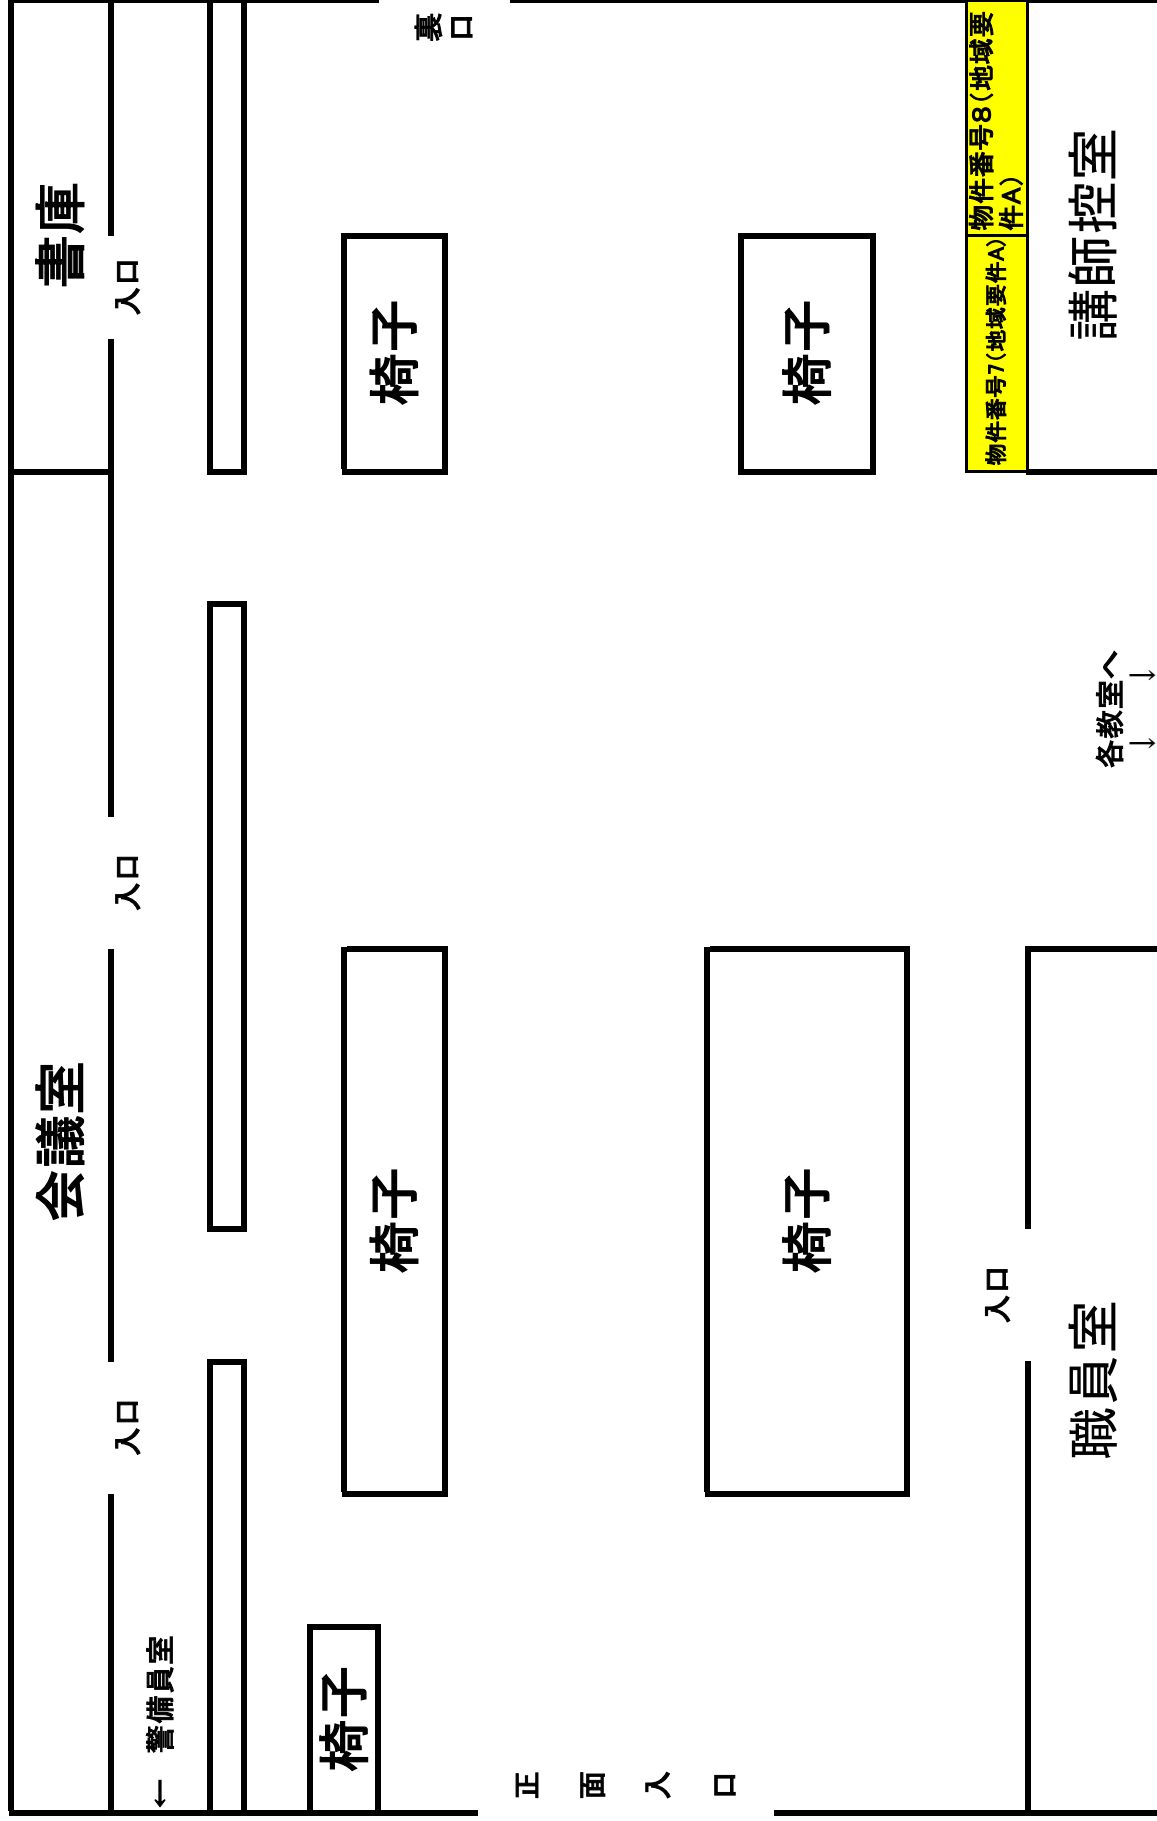 会議室
書庫
入口
入口
入口
← 警備員室
椅子
椅子
椅子
裏口
正面入口
椅子
椅子
入口
物件番号7(地域要件A)
物件番号8(地域要
件A)
職員室
各教室へ
↓ ↓
講師控室